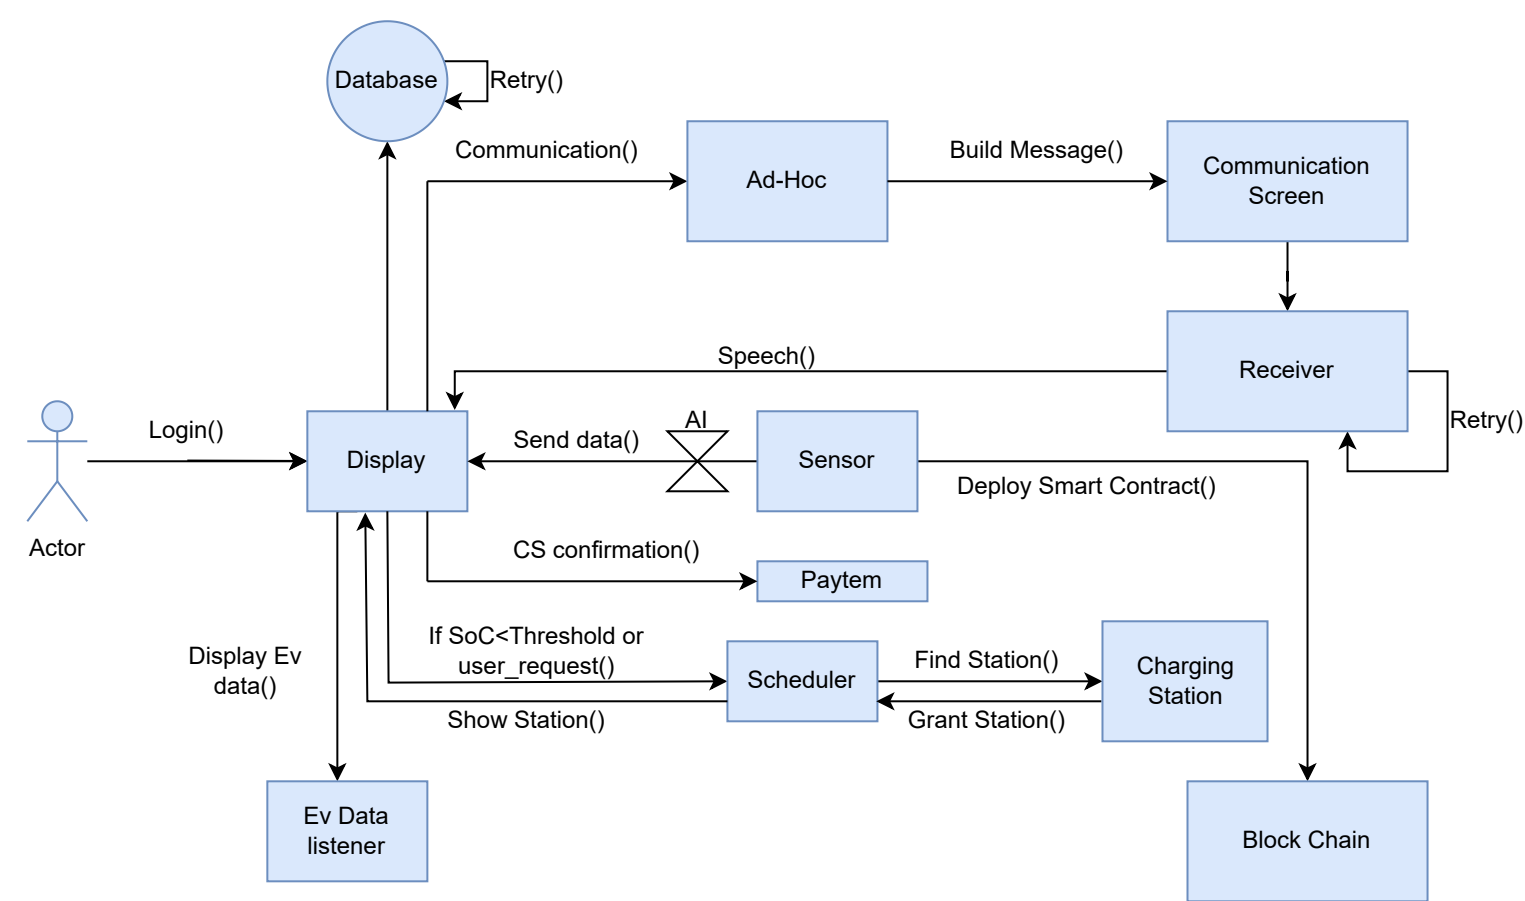 Database
Retry()
Communication()
Ad-Hoc
Build Message()
Communication
Screen
Speech()
Receiver
Retry()
Login()
Actor
Display
Send data()
AI
Sensor
Deploy Smart Contract()
CS confirmation()
Paytem
Display Ev
data()
If SoC<Threshold or
user_request()
Scheduler
Find Station()
Charging
Station
Show Station()
Grant Station()
Ev Data
listener
Block Chain